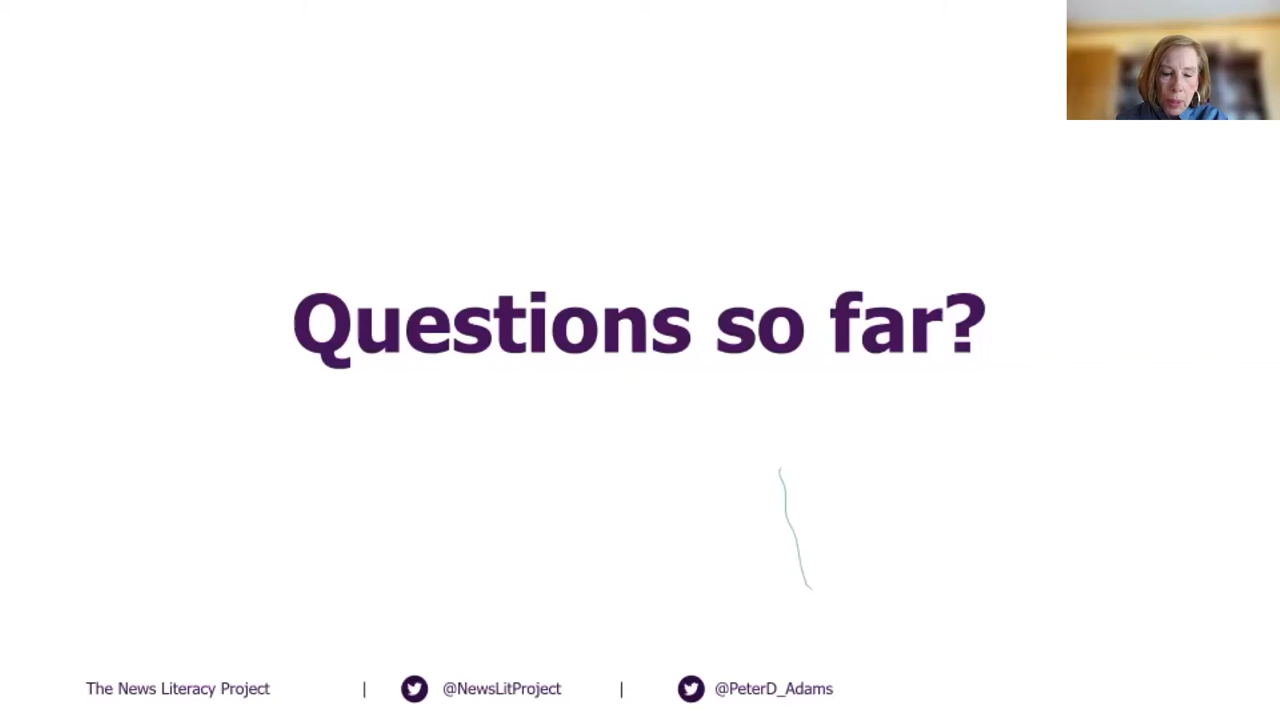 Questions so far?
The News Literacy Project | @NewsLitProject | @PeterD_Adams